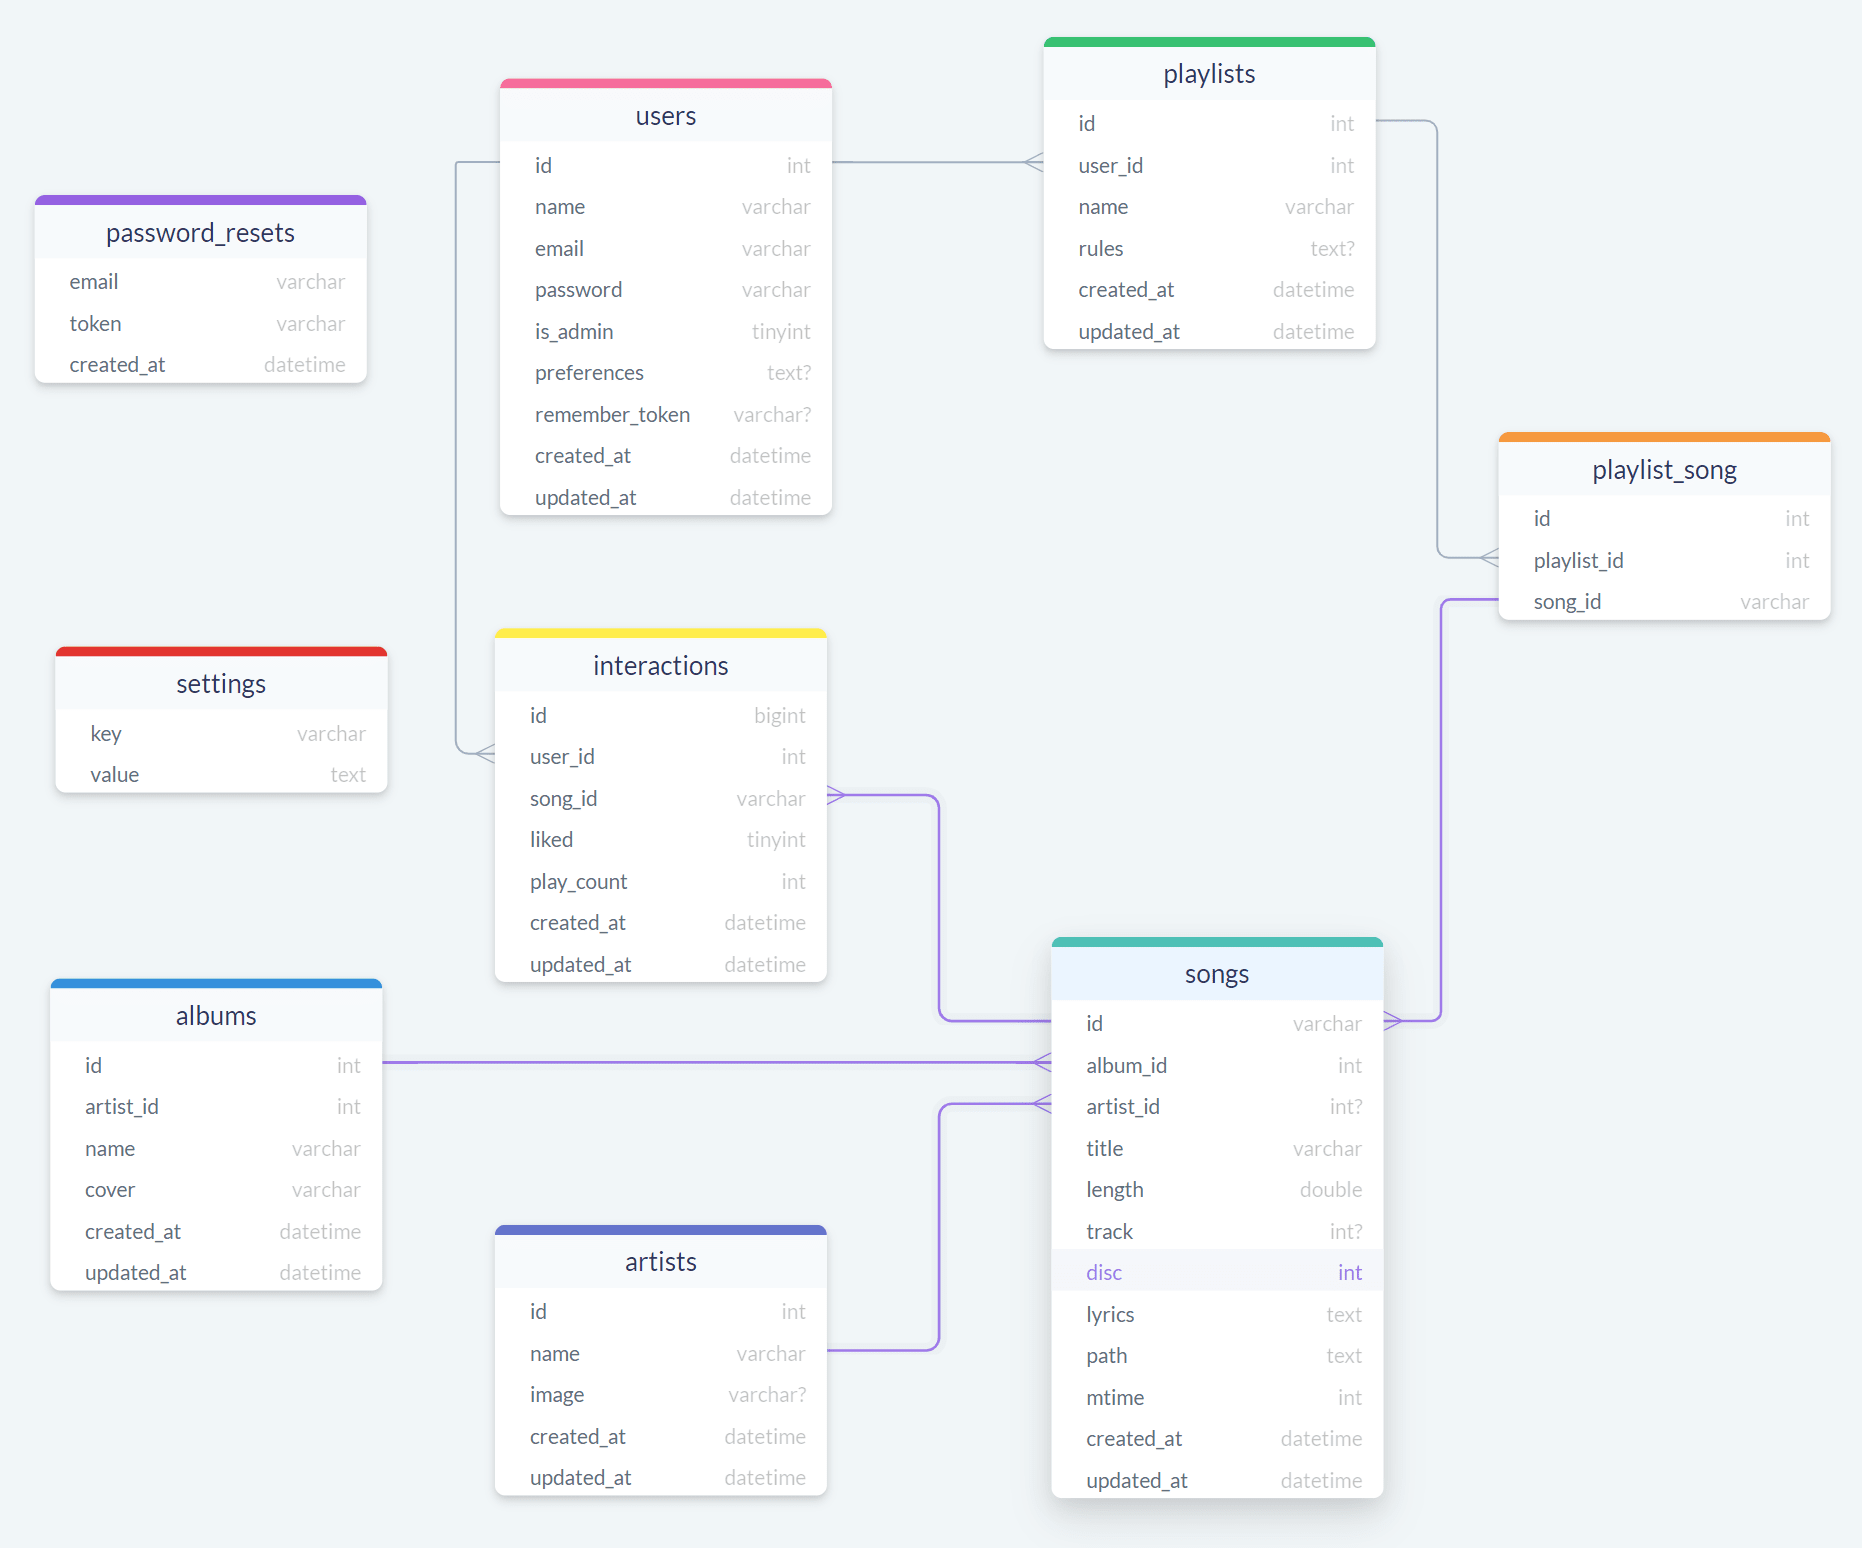 playlists
id int
user_id int
name varchar
rules text?
created_at datetime
updated_at datetime
users
id int
name varchar
email varchar
password varchar
is_admin tinyint
preferences text?
remember_token varchar?
created_at datetime
updated_at datetime
password_resets
email varchar
token varchar
created_at datetime
playlist_song
id int
playlist_id int
song_id varchar
interactions
id bigint
user_id int
song_id varchar
liked tinyint
play_count int
created_at datetime
updated_at datetime
settings
key varchar
value text
songs
id varchar
album_id int
artist_id int?
title varchar
length double
track int?
disc int
lyrics text
path text
mtime int
created_at datetime
updated_at datetime
albums
id int
artist_id int
name varchar
cover varchar
created_at datetime
updated_at datetime
artists
id int
name varchar
image varchar?
created_at datetime
updated_at datetime